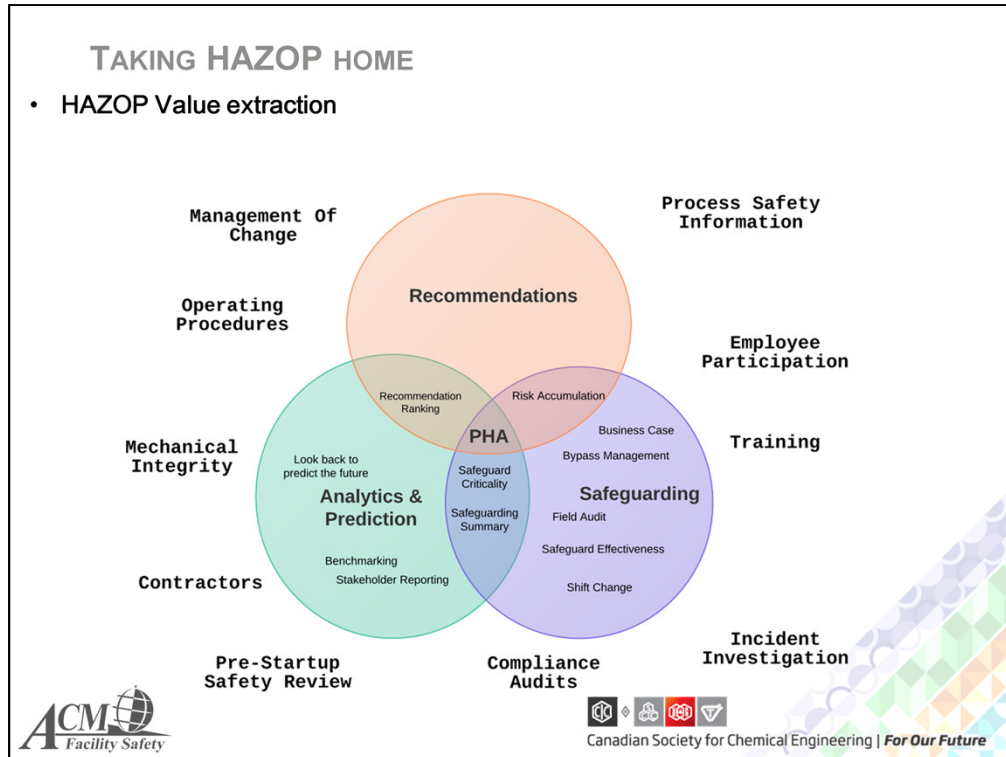 TAKING HAZOP HOME
• HAZOP Value extraction
Management Of
Change
Process Safety
Information
Recommendations
Operating
Procedures
Employee
Participation
Recommendation
Ranking
Risk Accumulation
PHA
Business Case
Mechanical
Integrity
Look back to
predict the future
Bypass Management
Training
Safeguard
Criticality
Analytics &
Prediction
Safeguarding
Safeguarding
Summary
Field Audit
Safeguard Effectiveness
Benchmarking
Stakeholder Reporting
Shift Change
Contractors
Pre-Startup
Safety Review
Compliance
Audits
Incident
Investigation
ACM
Facility Safety
Canadian Society for Chemical Engineering | For Our Future